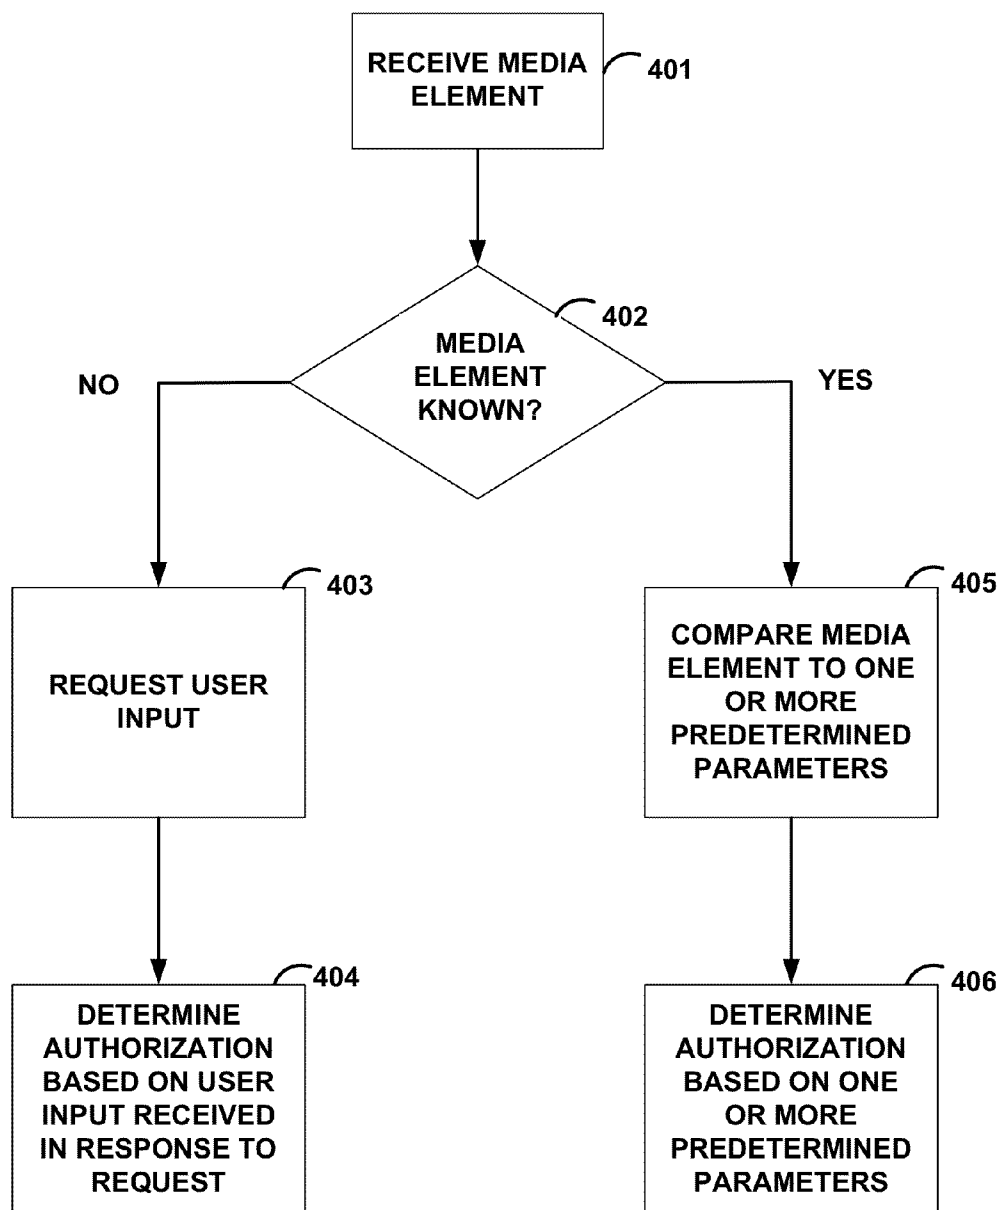 RECEIVE MEDIA
ELEMENT
401
402
MEDIA
ELEMENT
KNOWN?
NO
YES
403
REQUEST USER
INPUT
405
COMPARE MEDIA
ELEMENT TO ONE
OR MORE
PREDETERMINED
PARAMETERS
404
DETERMINE
AUTHORIZATION
BASED ON USER
INPUT RECEIVED
IN RESPONSE TO
REQUEST
406
DETERMINE
AUTHORIZATION
BASED ON ONE
OR MORE
PREDETERMINED
PARAMETERS